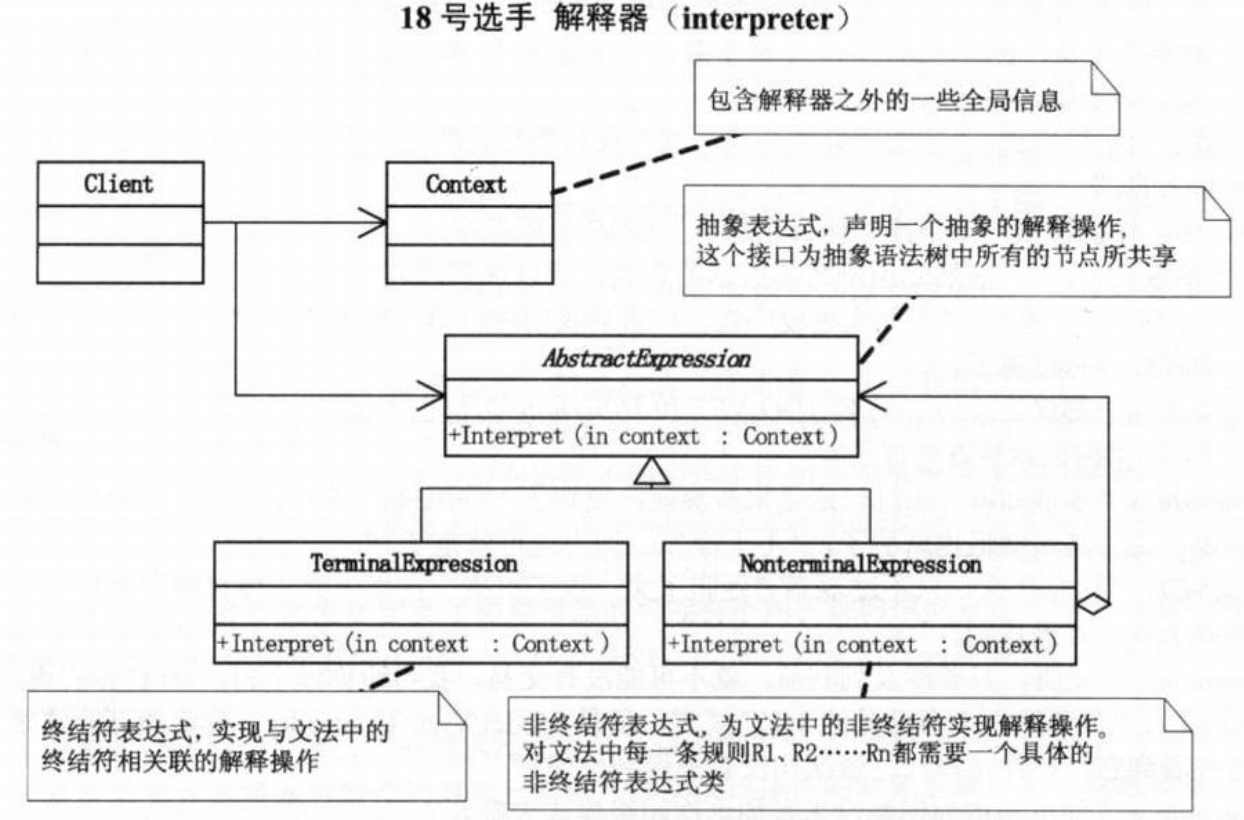 18 号选手 解释器（interpreter）
包含解释器之外的一些全局信息
Client
Context
抽象表达式，声明一个抽象的解释操作，
这个接口为抽象语法树中所有的节点所共享
AbstractExpression
+Interpret (in context : Context)
TerminalExpression
NonterminalExpression
+Interpret (in context : Context)
+Interpret (in context : Context)
终结符表达式，实现与文法中的
终结符相关联的解释操作
非终结符表达式，为文法中的非终结符实现解释操作。
对文法中每一条规则R1、R2……Rn都需要一个具体的
非终结符表达式类